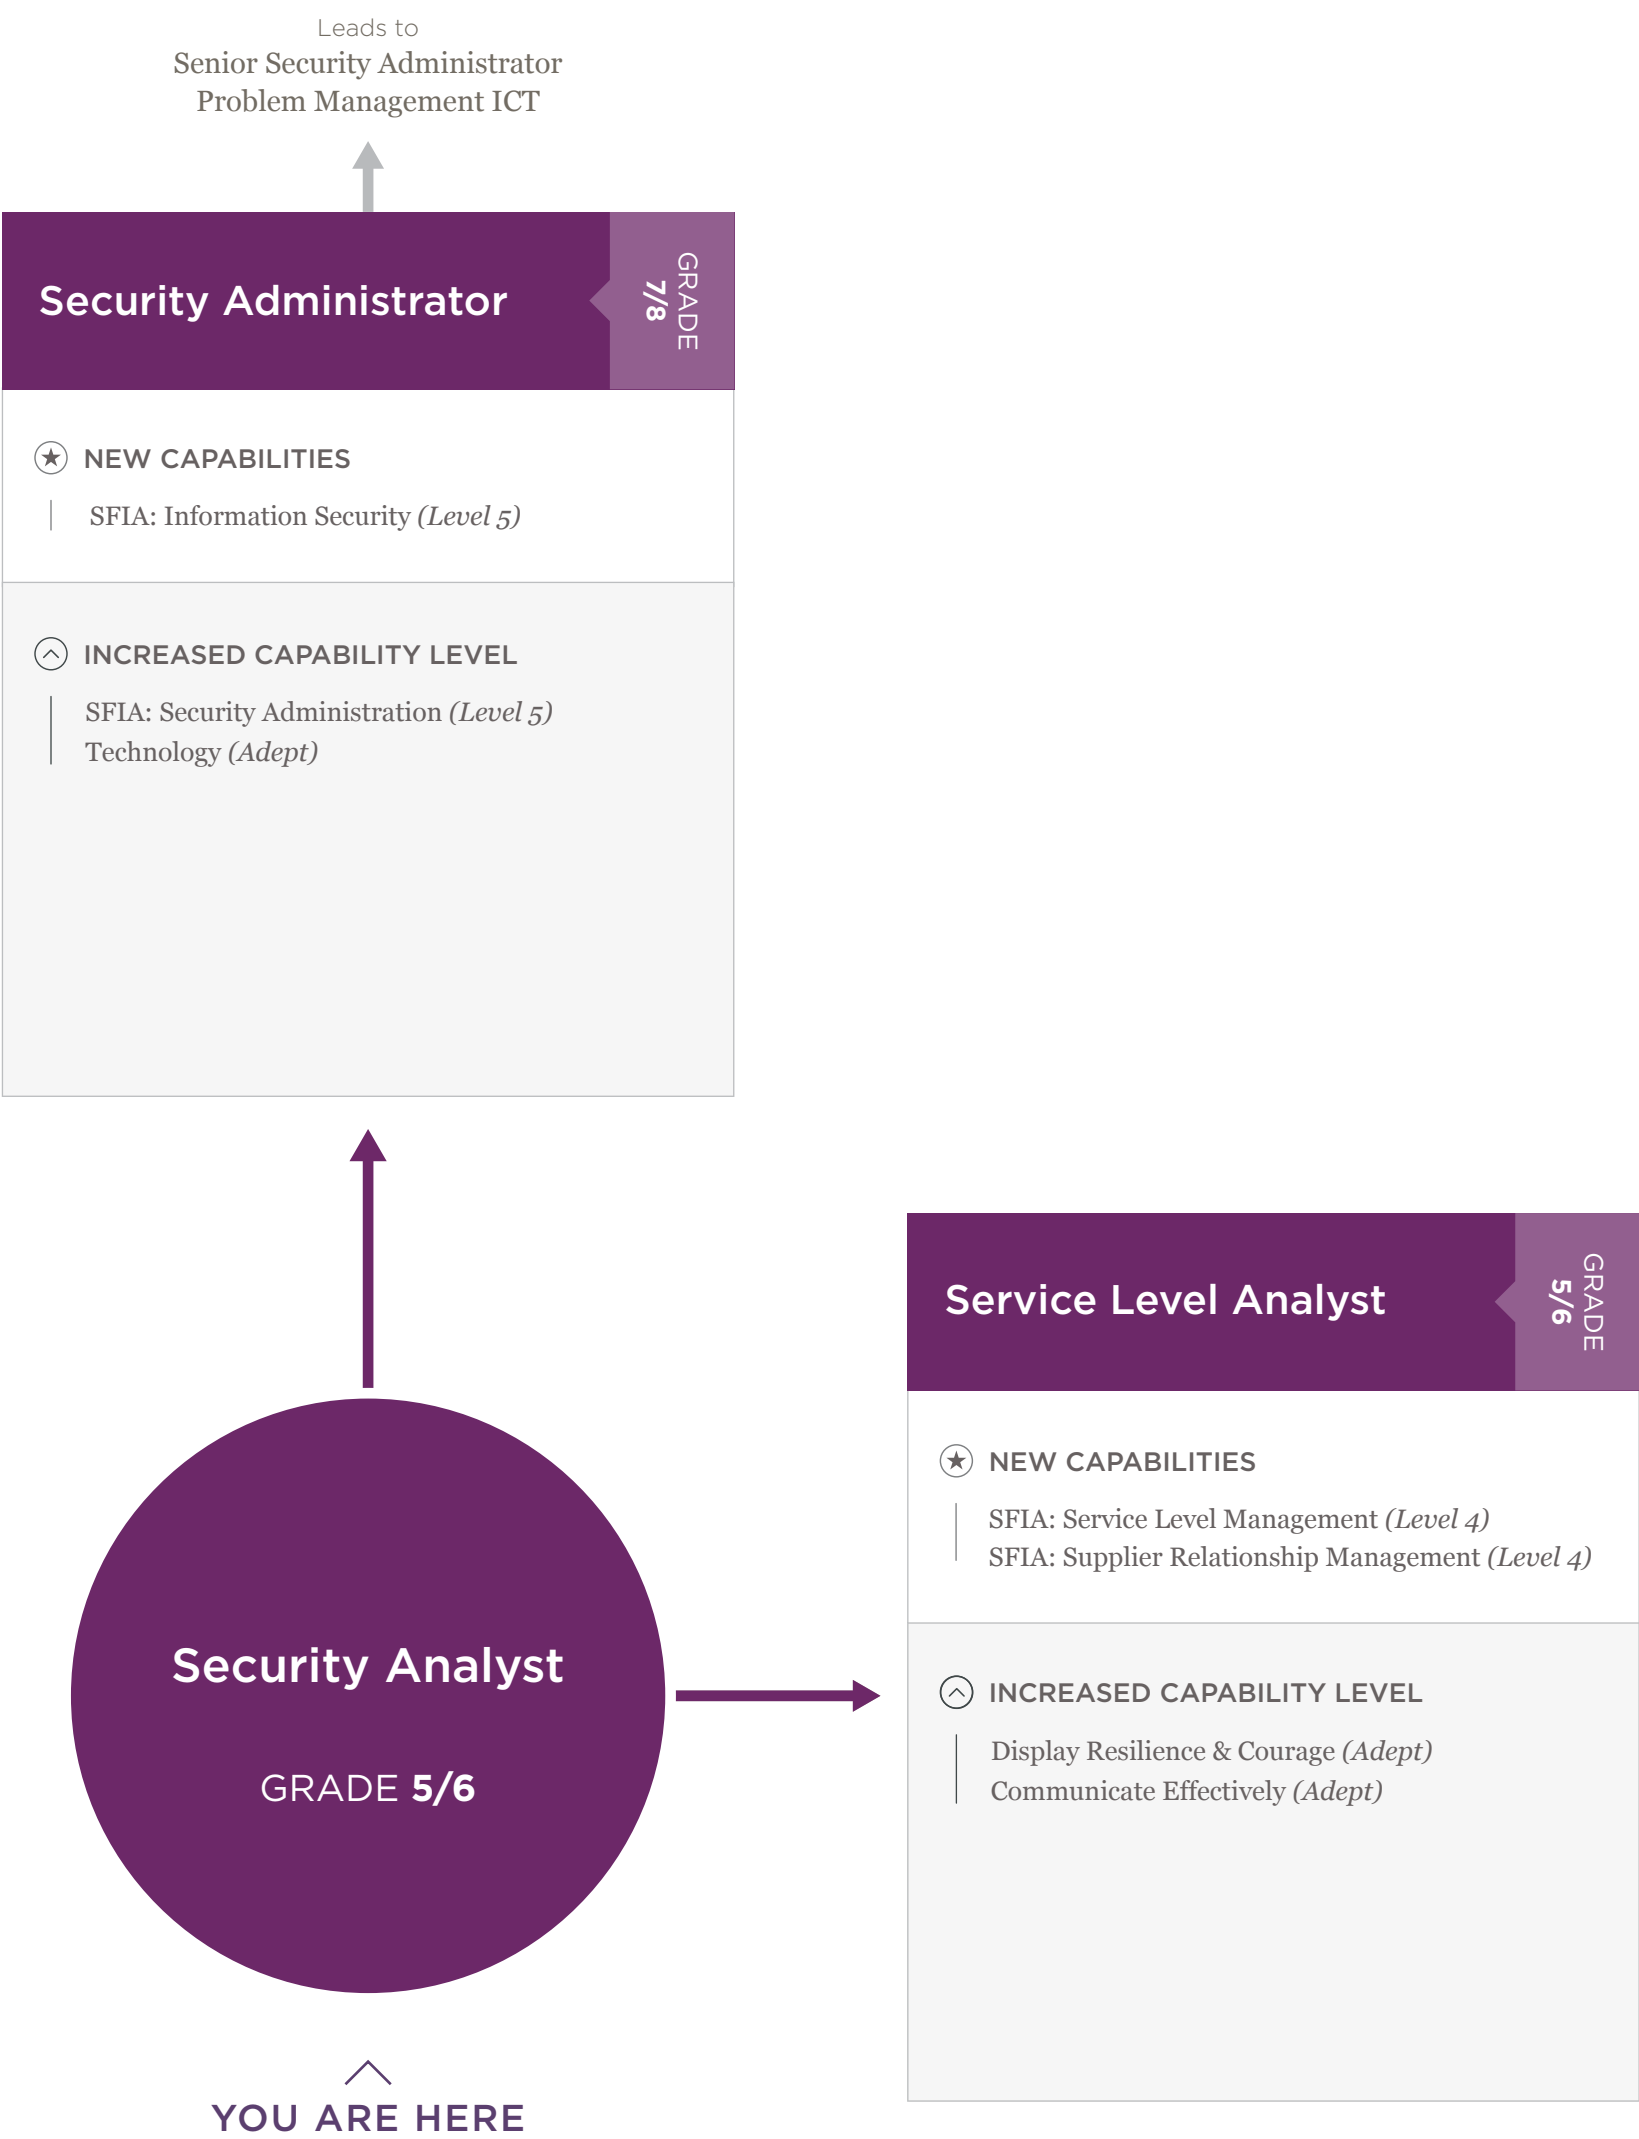 Leads to
Senior Security Administrator
Problem Management ICT
Security Administrator
GRADE
7/8
NEW CAPABILITIES
SFIA: Information Security (Level 5)
INCREASED CAPABILITY LEVEL
SFIA: Security Administration (Level 5)
Technology (Adept)
Service Level Analyst
GRADE
5/6
NEW CAPABILITIES
SFIA: Service Level Management (Level 4)
SFIA: Supplier Relationship Management (Level 4)
INCREASED CAPABILITY LEVEL
Display Resilience & Courage (Adept)
Communicate Effectively (Adept)
Security Analyst
GRADE 5/6
YOU ARE HERE